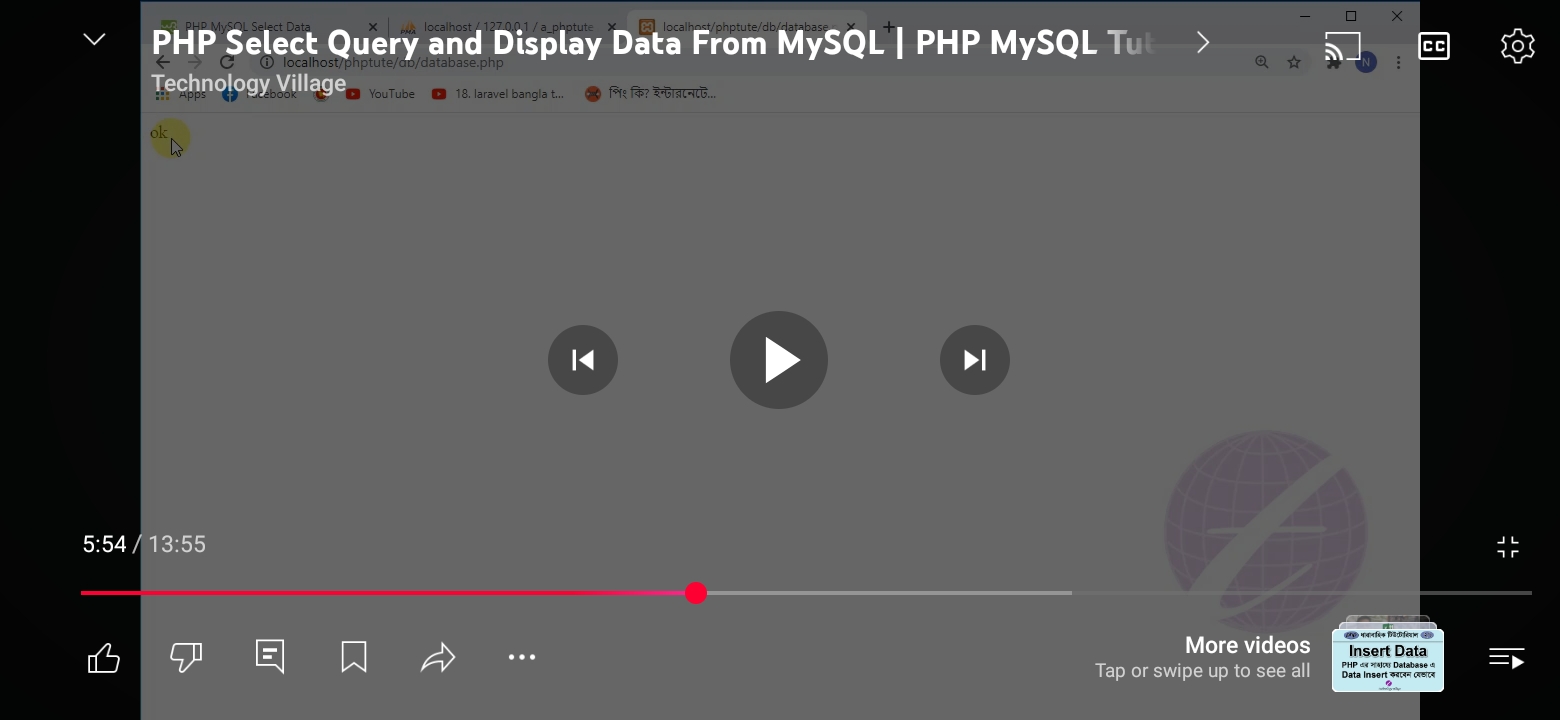 PHP MySQL Select Data
localhost / 127.0.0.1 / a_phptute
localhost/phptute/db/database
PHP Select Query and Display Data From MySQL | PHP MySQL Tut
localhost/phptute/db/database.php
N
CC
Technology Village
Apps
Facebook
YouTube
18. laravel bangla t...
পিং কি? ইন্টারনেটে...
ok
5:54 / 13:55
More videos
Tap or swipe up to see all
ধারাবাহিক টিউটোরিয়াল
Insert Data
PHP এর সাহায্যে Database এ
Data Insert করবেন যেভাবে